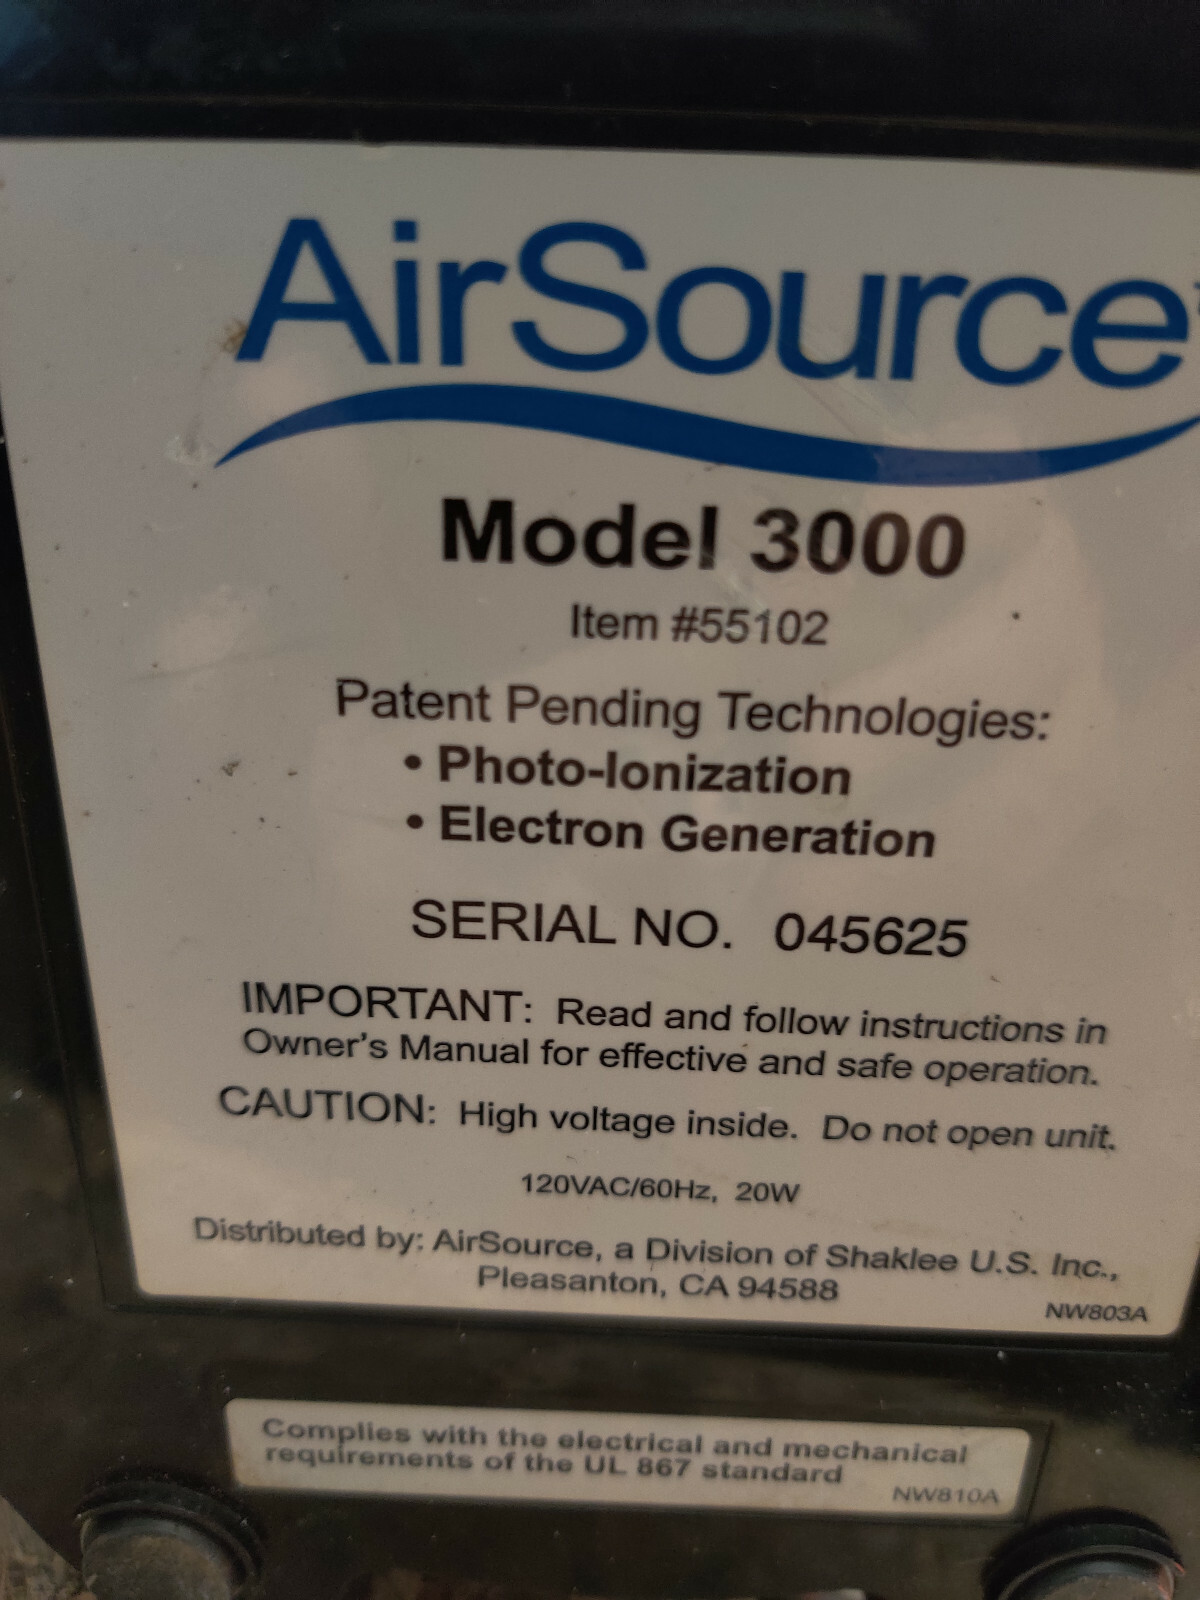 AirSource
Model 3000
Item #55102
Patent Pending Technologies:
• Photo-Ionization
• Electron Generation
SERIAL NO. 045625
IMPORTANT: Read and follow instructions in
Owner's Manual for effective and safe operation.
CAUTION: High voltage inside. Do not open unit.
120VAC/60Hz, 20W
Distributed by: AirSource, a Division of Shaklee U.S. Inc.,
Pleasanton, CA 94588
NW803A
Complies with the electrical and mechanical
requirements of the UL 867 standard
NW810A